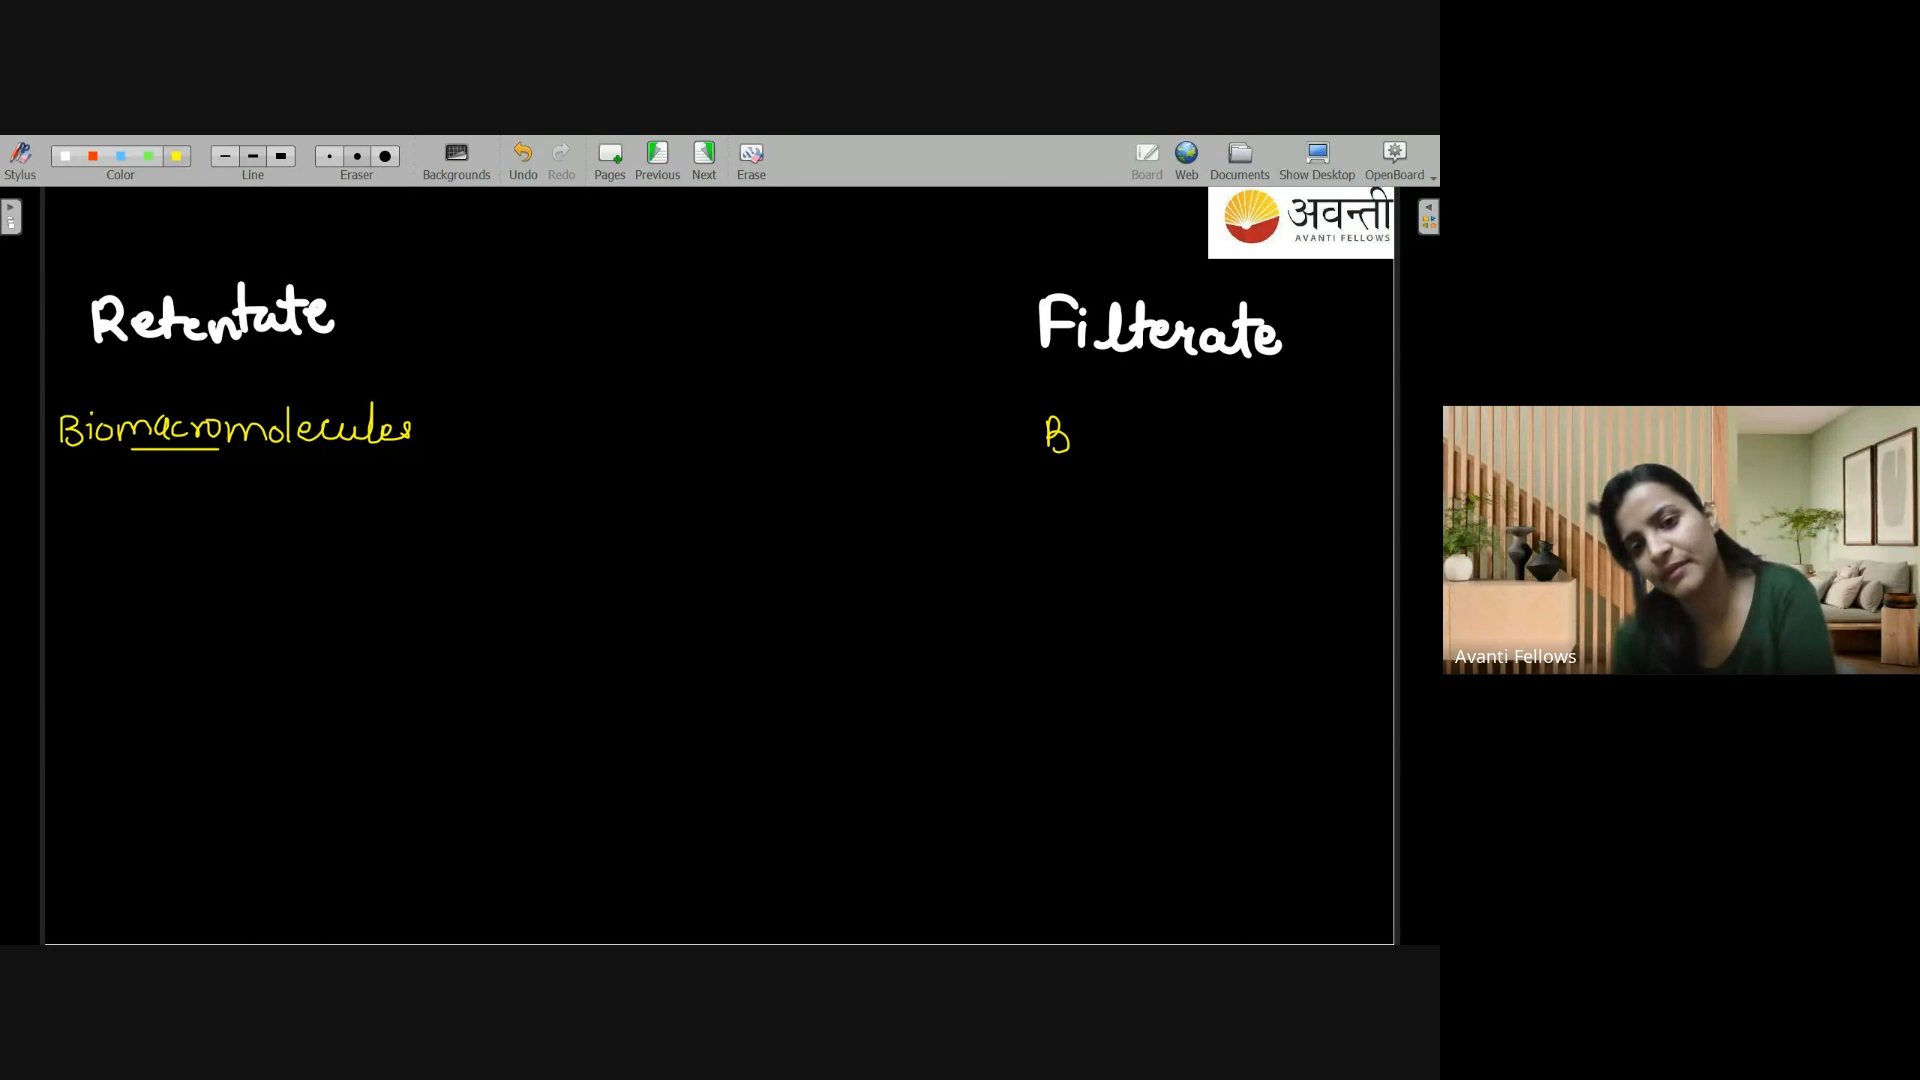 Stylus
Color
Line
Eraser
Backgrounds
Undo
Redo
Pages
Previous
Next
Erase
Board
Web
Documents
Show Desktop
OpenBoard
अवन्ती
AVANTI FELLOWS
Retentate
Filterate
Biomacromolecules
B
Avanti Fellows